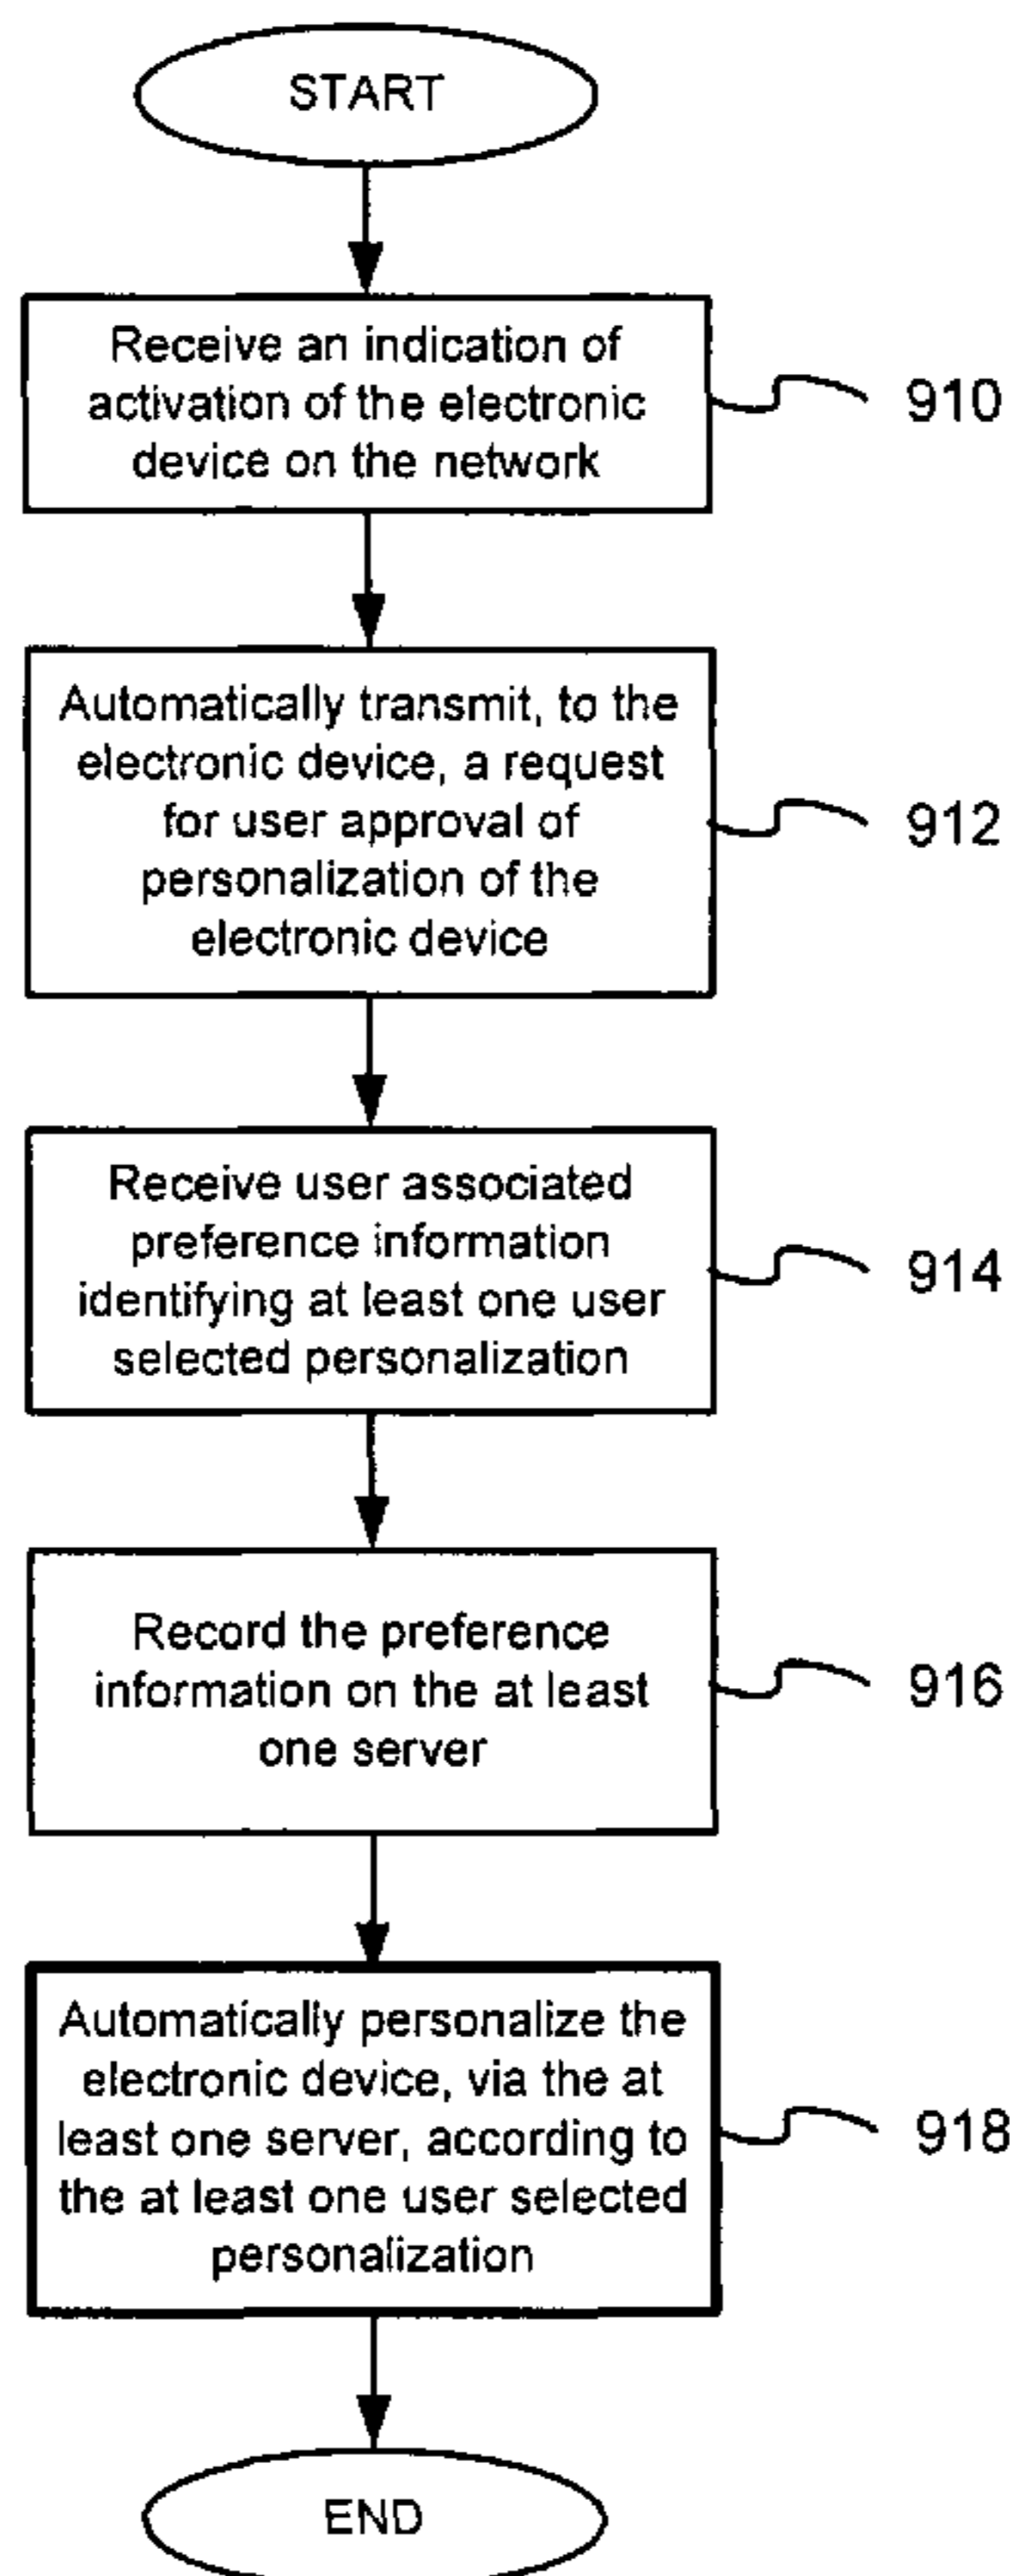 START
Receive an indication of
activation of the electronic
device on the network
910
Automatically transmit, to the
electronic device, a request
for user approval of
personalization of the
electronic device
912
Receive user associated
preference information
identifying at least one user
selected personalization
914
Record the preference
information on the at least
one server
916
Automatically personalize the
electronic device, via the at
least one server, according to
the at least one user selected
personalization
918
END